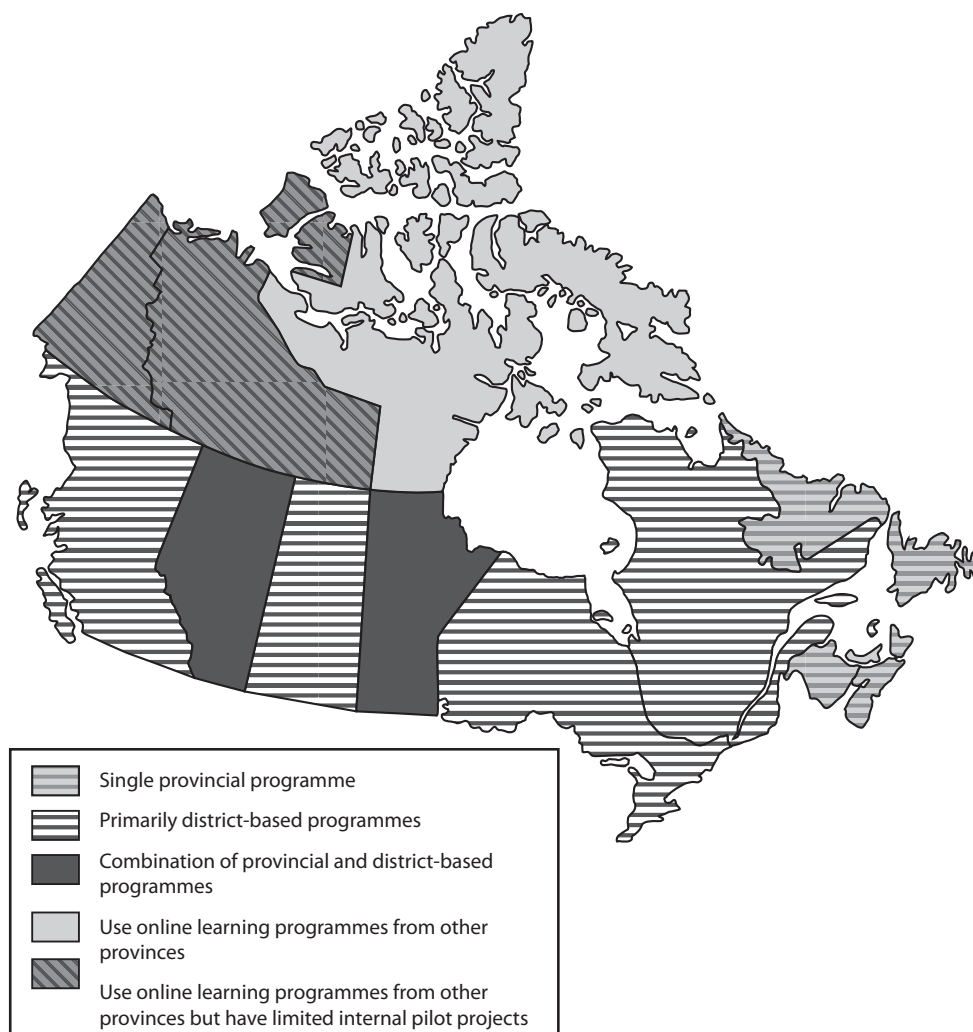 Single provincial programme
Primarily district-based programmes
Combination of provincial and district-based
programmes
Use online learning programmes from other
provinces
Use online learning programmes from other
provinces but have limited internal pilot projects